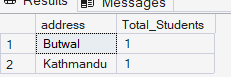 Results Messages
address Total_Students
1 Butwal 1
2 Kathmandu 1